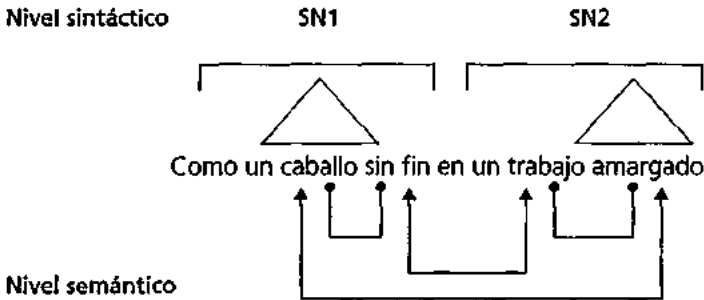 Nivel sintáctico SN1 SN2
Como un caballo sin fin en un trabajo amargado
Nivel semántico